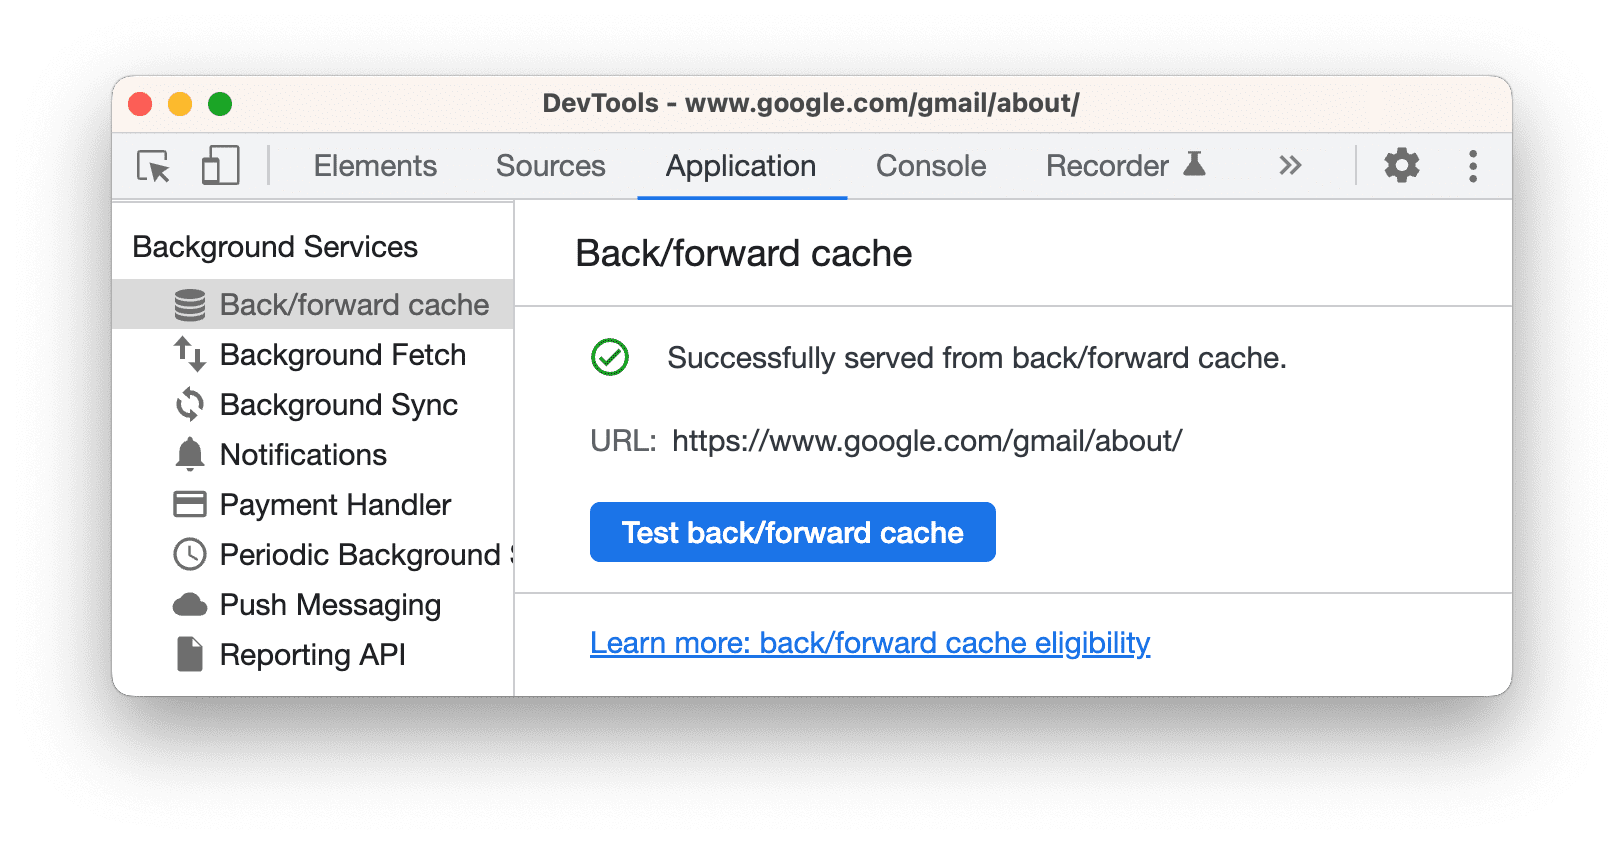 DevTools - www.google.com/gmail/about/
Elements Sources Application Console Recorder
Background Services
Back/forward cache
Background Fetch
Background Sync
Notifications
Payment Handler
Periodic Background
Push Messaging
Reporting API
Back/forward cache
Successfully served from back/forward cache.
URL: https://www.google.com/gmail/about/
Test back/forward cache
Learn more: back/forward cache eligibility